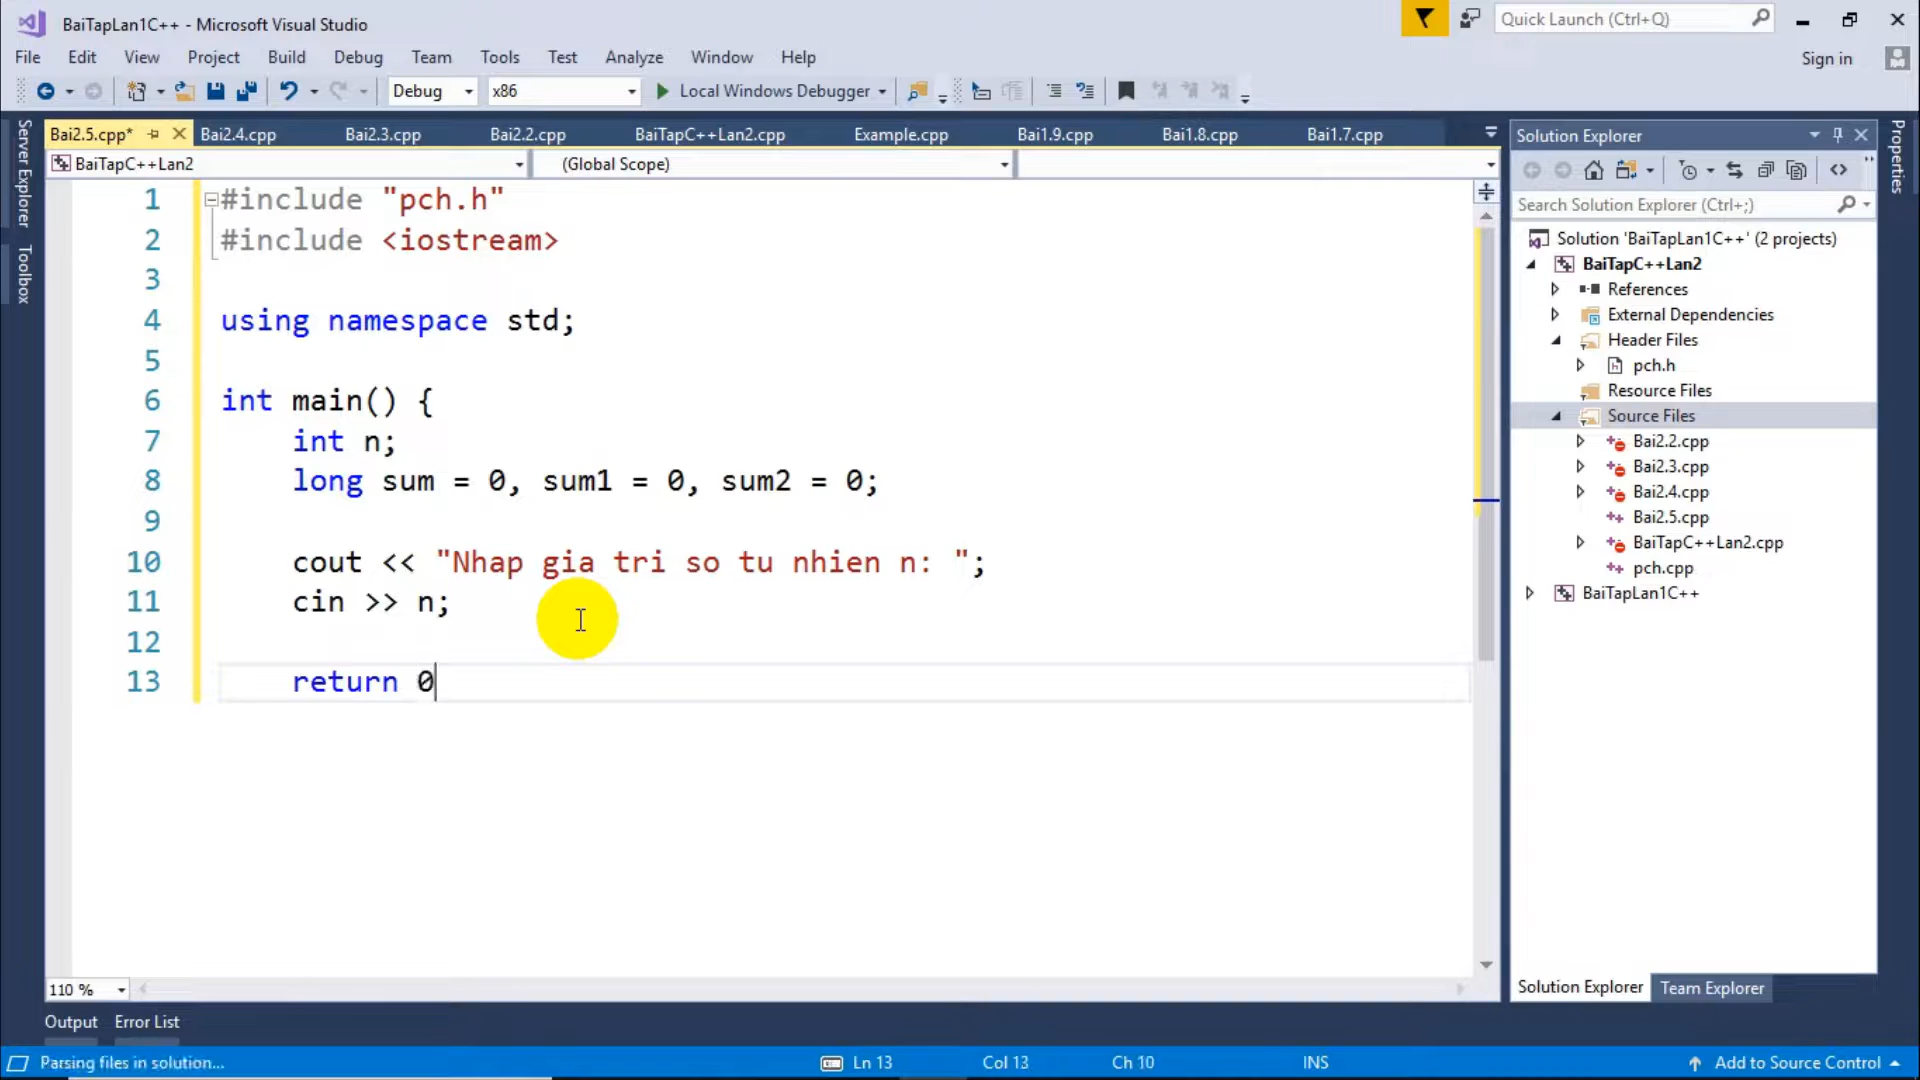 BaiTapLan1C++ - Microsoft Visual Studio
Quick Launch (Ctrl+Q)
File Edit View Project Build Debug Team Tools Test Analyze Window Help
Sign in
Debug x86 Local Windows Debugger
Server Explorer
Toolbox
Bai2.5.cpp* Bai2.4.cpp Bai2.3.cpp Bai2.2.cpp BaiTapC++Lan2.cpp Example.cpp Bai1.9.cpp Bai1.8.cpp Bai1.7.cpp
BaiTapC++Lan2 (Global Scope)
1 #include "pch.h"
2 #include <iostream>
3
4 using namespace std;
5
6 int main() {
7 int n;
8 long sum = 0, sum1 = 0, sum2 = 0;
9
10 cout << "Nhap gia tri so tu nhien n: ";
11 cin >> n;
12
13 return 0
110 %
Solution Explorer
Search Solution Explorer (Ctrl+;)
Solution 'BaiTapLan1C++' (2 projects)
BaiTapC++Lan2
References
External Dependencies
Header Files
pch.h
Resource Files
Source Files
Bai2.2.cpp
Bai2.3.cpp
Bai2.4.cpp
Bai2.5.cpp
BaiTapC++Lan2.cpp
pch.cpp
BaiTapLan1C++
Solution Explorer Team Explorer
Properties
Output Error List
Parsing files in solution... Ln 13 Col 13 Ch 10 INS Add to Source Control